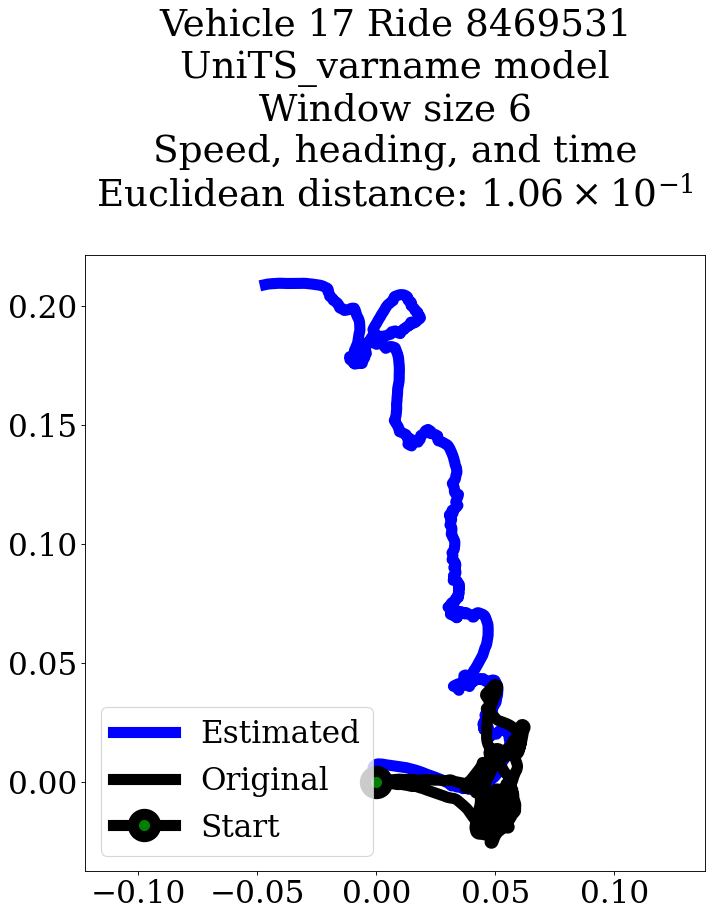 Vehicle 17 Ride 8469531
UniTS_varname model
Window size 6
Speed, heading, and time
Euclidean distance: 1.06 × 10⁻¹
0.20
0.15
0.10
0.05
0.00
Estimated
Original
Start
−0.10 −0.05 0.00 0.05 0.10